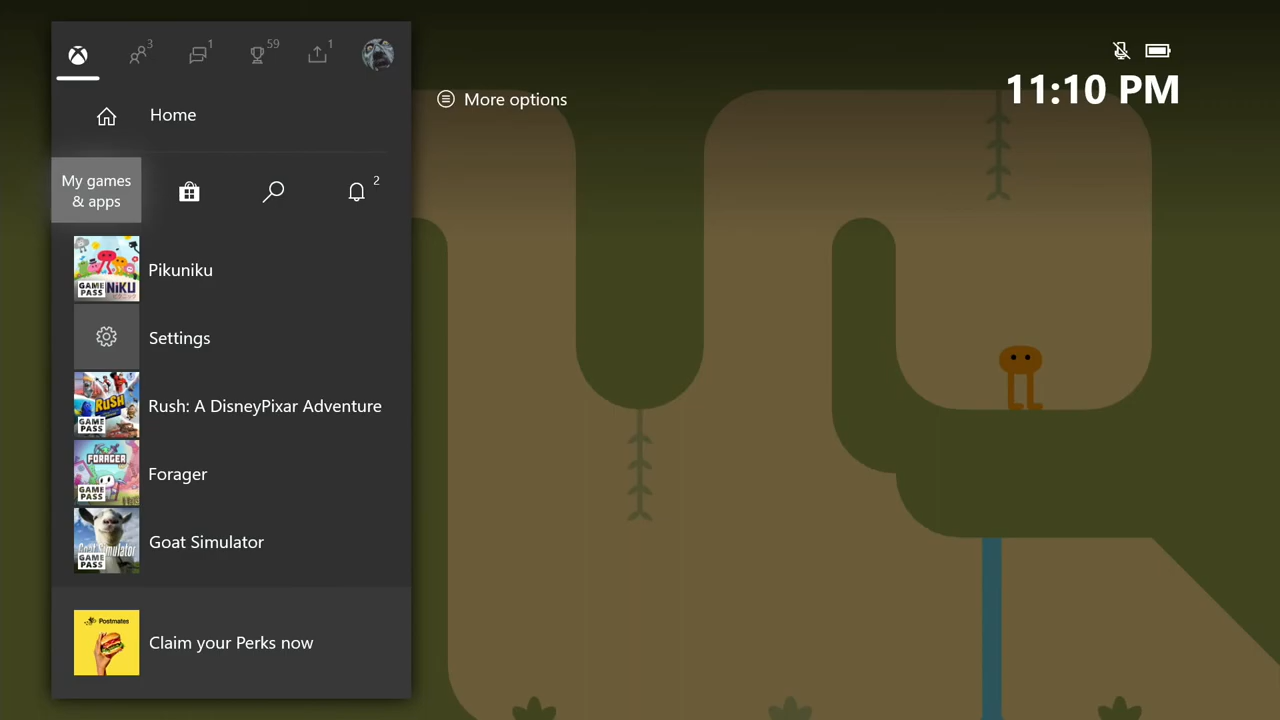 3
1
59
1
11:10 PM
Home
More options
My games
& apps
2
GAME
PASS
NIKU
Pikuniku
Settings
RUSH
GAME
PASS
Rush: A DisneyPixar Adventure
FORAGER
GAME
PASS
Forager
Goat Simulator
GAME
PASS
Goat Simulator
Postmates
Claim your Perks now